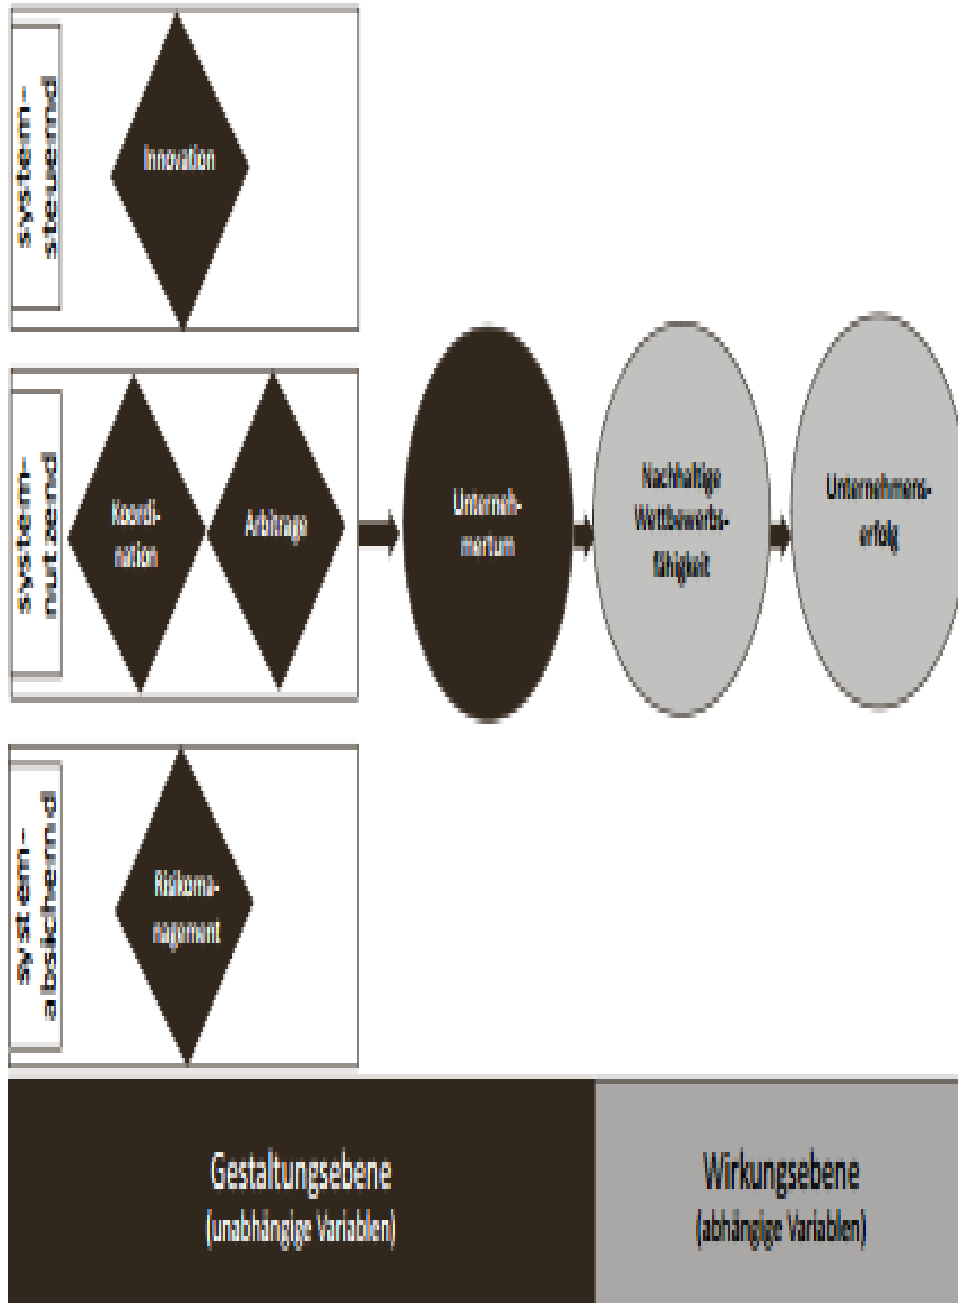 system-
steuernd
Innovation
system-
nutzend
Koordi-
nation
Arbitrage
Unterneh-
mertum
Nachhaltige
Wettbewerbs-
fähigkeit
Unternehmens-
erfolg
system-
absichernd
Risikoma-
nagement
Gestaltungsebene
(unabhängige Variablen)
Wirkungsebene
(abhängige Variablen)